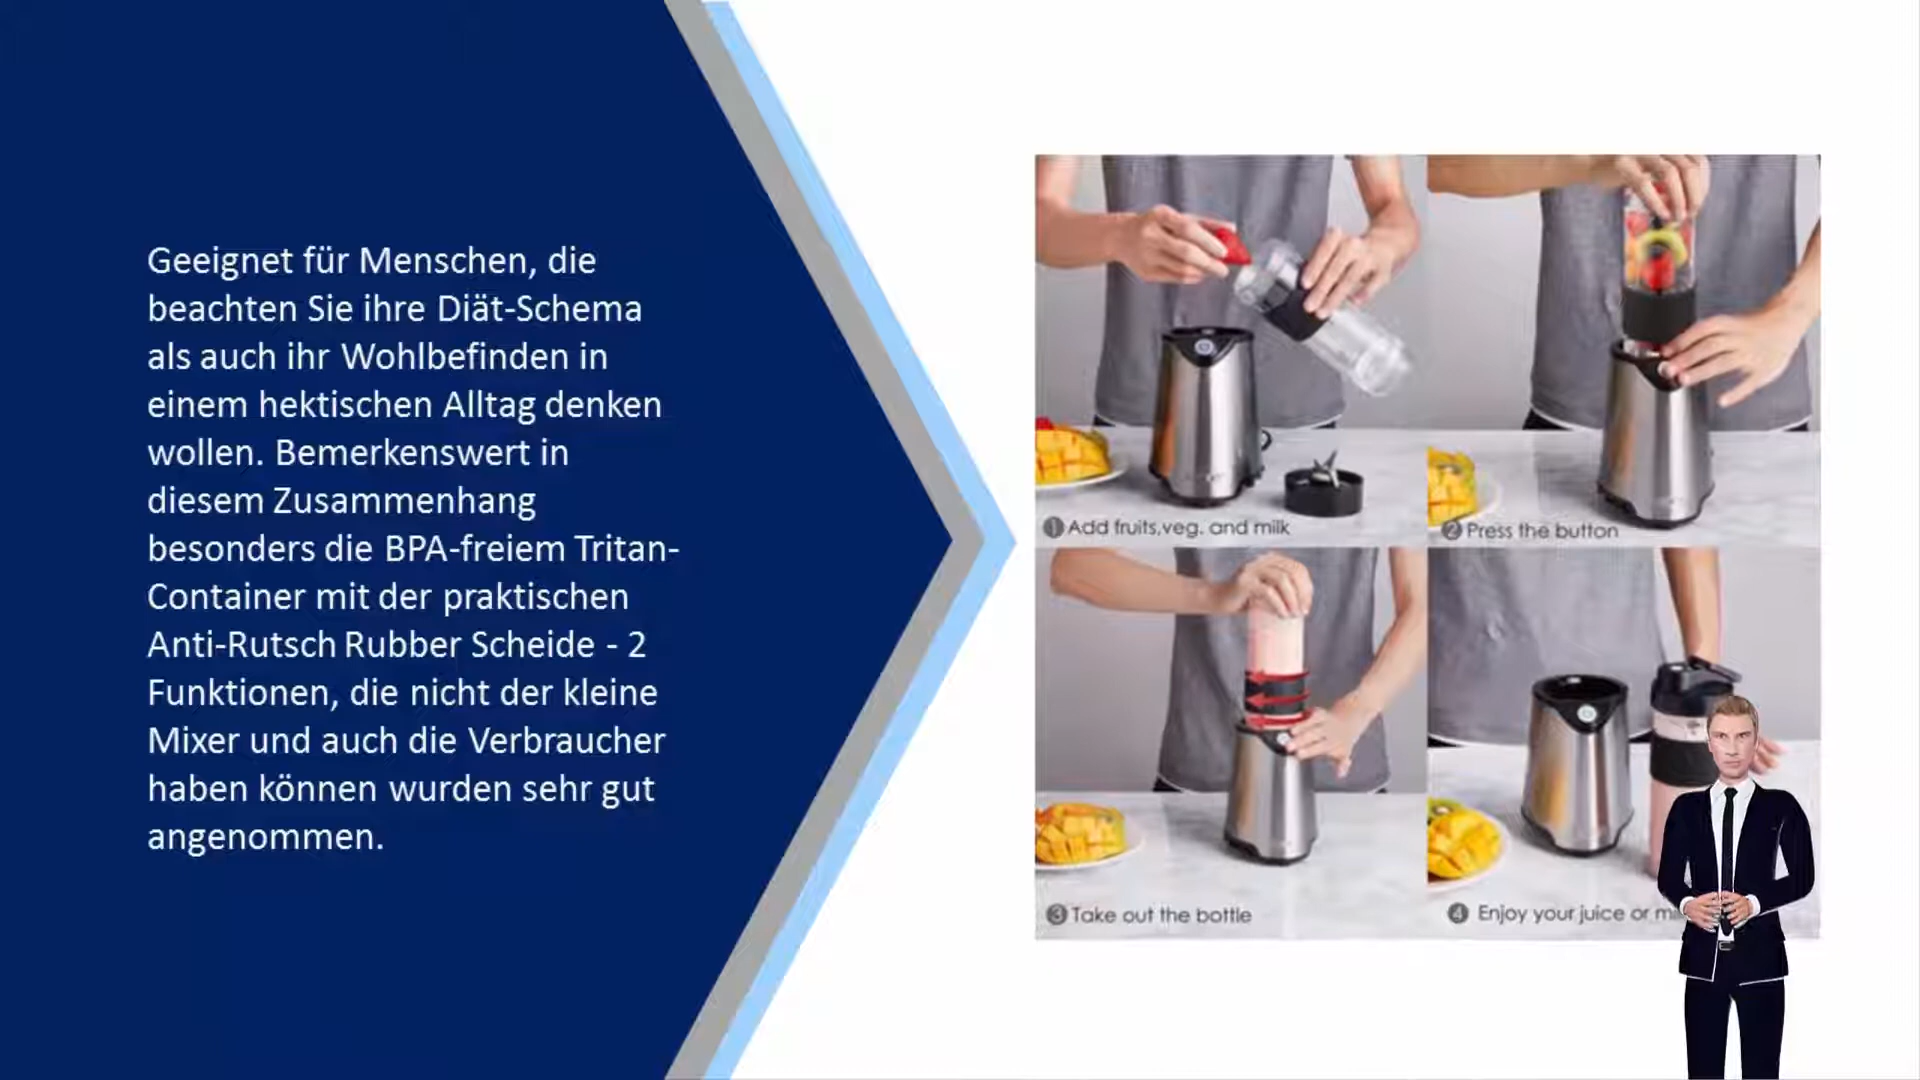 Geeignet für Menschen, die
beachten Sie ihre Diät-Schema
als auch ihr Wohlbefinden in
einem hektischen Alltag denken
wollen. Bemerkenswert in
diesem Zusammenhang
besonders die BPA-freiem Tritan-
Container mit der praktischen
Anti-Rutsch Rubber Scheide - 2
Funktionen, die nicht der kleine
Mixer und auch die Verbraucher
haben können wurden sehr gut
angenommen.
1 Add fruits,veg. and milk
2 Press the button
3 Take out the bottle
4 Enjoy your juice or